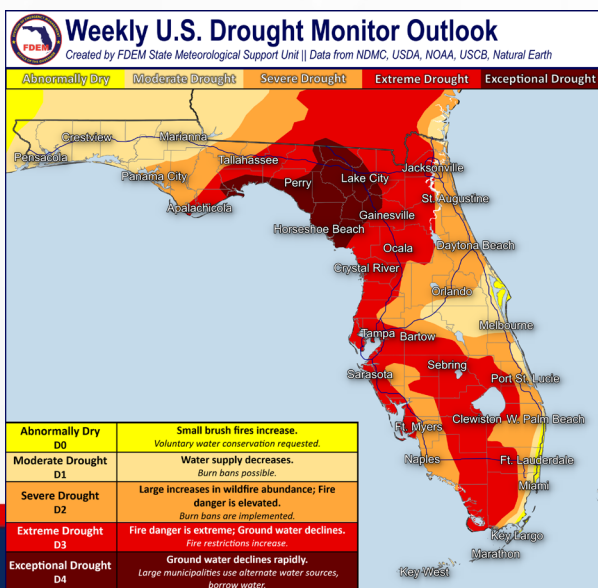 FDEM
Weekly U.S. Drought Monitor Outlook
Created by FDEM State Meteorological Support Unit || Data from NDMC, USDA, NOAA, USCB, Natural Earth
Abnormally Dry Moderate Drought Severe Drought Extreme Drought Exceptional Drought
Crestview
Marianna
Pensacola
Tallahassee
Jacksonville
Panama City
Perry
Lake City
Apalachicola
St. Augustine
Gainesville
Horseshoe Beach
Ocala
Daytona Beach
Crystal River
Orlando
Melbourne
Tampa
Bartow
Sebring
Sarasota
Port St. Lucie
Clewiston
W. Palm Beach
Ft. Myers
Naples
Ft. Lauderdale
Miami
Key Largo
Marathon
Key West
Abnormally Dry
D0
Small brush fires increase.
Voluntary water conservation requested.
Moderate Drought
D1
Water supply decreases.
Burn bans possible.
Severe Drought
D2
Large increases in wildfire abundance; Fire
danger is elevated.
Burn bans are implemented.
Extreme Drought
D3
Fire danger is extreme; Ground water declines.
Fire restrictions increase.
Exceptional Drought
D4
Ground water declines rapidly.
Large municipalities use alternate water sources,
borrow water.